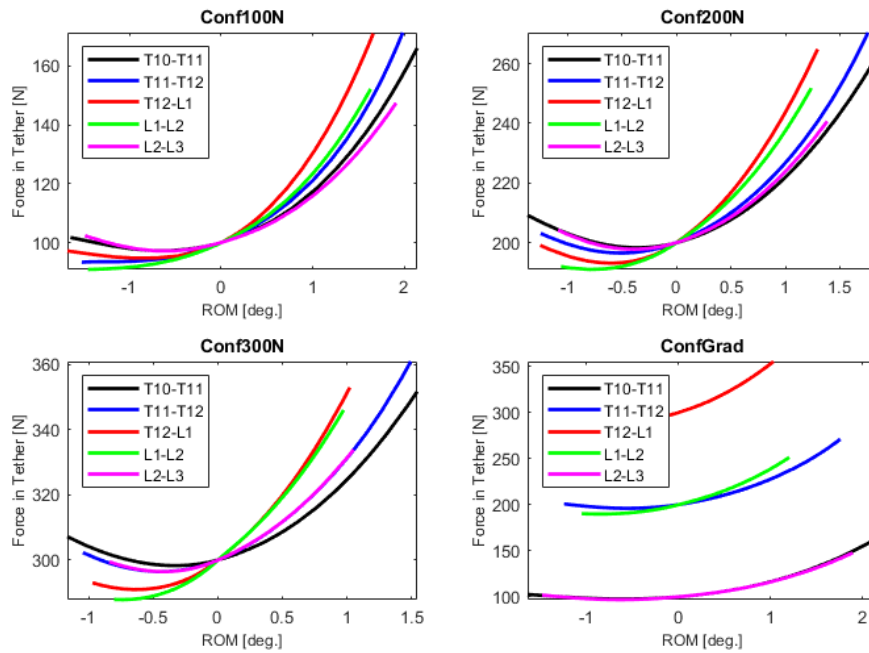 Conf100N
Force in Tether [N]
160
140
120
100
T10-T11
T11-T12
T12-L1
L1-L2
L2-L3
-1
0
1
2
ROM [deg.]
Conf200N
Force in Tether [N]
260
240
220
200
T10-T11
T11-T12
T12-L1
L1-L2
L2-L3
-1
-0.5
0
0.5
1
1.5
ROM [deg.]
Conf300N
Force in Tether [N]
360
340
320
300
T10-T11
T11-T12
T12-L1
L1-L2
L2-L3
-1
-0.5
0
0.5
1
1.5
ROM [deg.]
ConfGrad
Force in Tether [N]
350
300
250
200
150
100
T10-T11
T11-T12
T12-L1
L1-L2
L2-L3
-1
0
1
2
ROM [deg.]